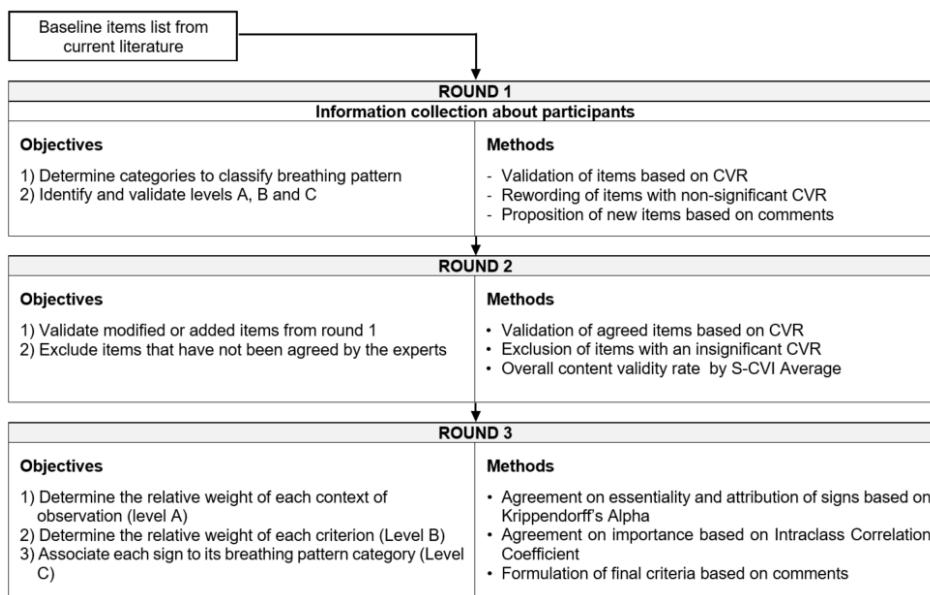 Baseline items list from
current literature
ROUND 1
Information collection about participants
Objectives
1) Determine categories to classify breathing pattern
2) Identify and validate levels A, B and C
Methods
- Validation of items based on CVR
- Rewording of items with non-significant CVR
- Proposition of new items based on comments
ROUND 2
Objectives
1) Validate modified or added items from round 1
2) Exclude items that have not been agreed by the experts
Methods
• Validation of agreed items based on CVR
• Exclusion of items with an insignificant CVR
• Overall content validity rate by S-CVI Average
ROUND 3
Objectives
1) Determine the relative weight of each context of
observation (level A)
2) Determine the relative weight of each criterion (Level B)
3) Associate each sign to its breathing pattern category (Level
C)
Methods
• Agreement on essentiality and attribution of signs based on
Krippendorff's Alpha
• Agreement on importance based on Intraclass Correlation
Coefficient
• Formulation of final criteria based on comments